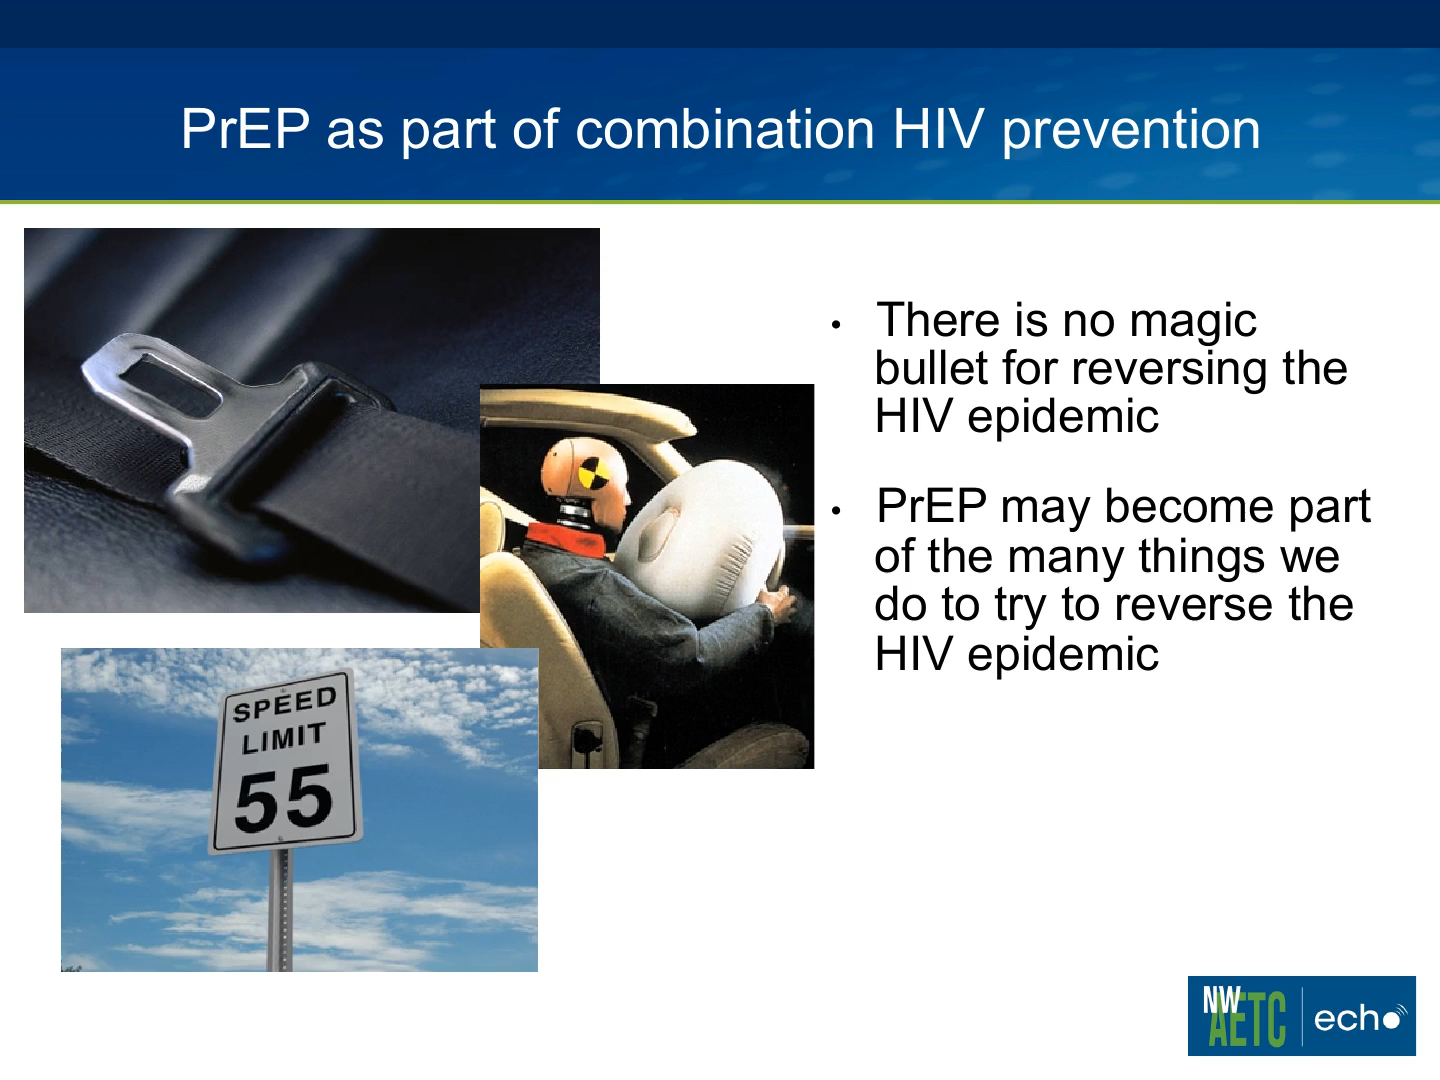 PrEP as part of combination HIV prevention
• There is no magic
bullet for reversing the
HIV epidemic
• PrEP may become part
of the many things we
do to try to reverse the
HIV epidemic
SPEED
LIMIT
55
NW
AETC
echo